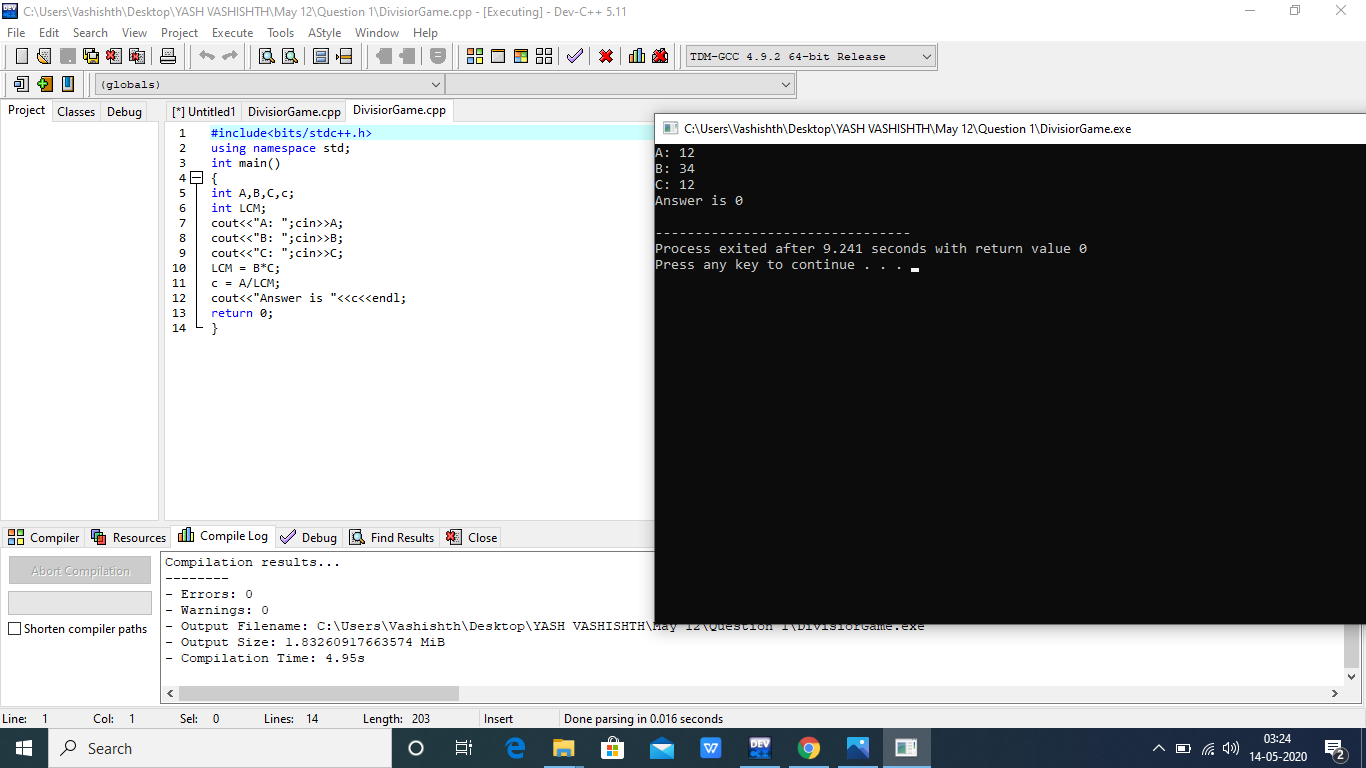 C:\Users\Vashishth\Desktop\YASH VASHISHTH\May 12\Question 1\DivisiorGame.cpp - [Executing] - Dev-C++ 5.11
File Edit Search View Project Execute Tools AStyle Window Help
TDM-GCC 4.9.2 64-bit Release
(globals)
Project Classes Debug
[*] Untitled1 DivisiorGame.cpp DivisiorGame.cpp
1 #include<bits/stdc++.h>
2 using namespace std;
3 int main()
4 {
5 int A,B,C,c;
6 int LCM;
7 cout<<"A: ";cin>>A;
8 cout<<"B: ";cin>>B;
9 cout<<"C: ";cin>>C;
10 LCM = B*C;
11 c = A/LCM;
12 cout<<"Answer is "<<c<<endl;
13 return 0;
14 }
C:\Users\Vashishth\Desktop\YASH VASHISHTH\May 12\Question 1\DivisiorGame.exe
A: 12
B: 34
C: 12
Answer is 0
--------------------------------
Process exited after 9.241 seconds with return value 0
Press any key to continue . . .
Compiler Resources Compile Log Debug Find Results Close
Abort Compilation
Shorten compiler paths
Compilation results...
--------
- Errors: 0
- Warnings: 0
- Output Filename: C:\Users\Vashishth\Desktop\YASH VASHISHTH\May 12\Question 1\DivisiorGame.exe
- Output Size: 1.83260917663574 MiB
- Compilation Time: 4.95s
Line: 1 Col: 1 Sel: 0 Lines: 14 Length: 203 Insert Done parsing in 0.016 seconds
Search
DEV
03:24
14-05-2020
2